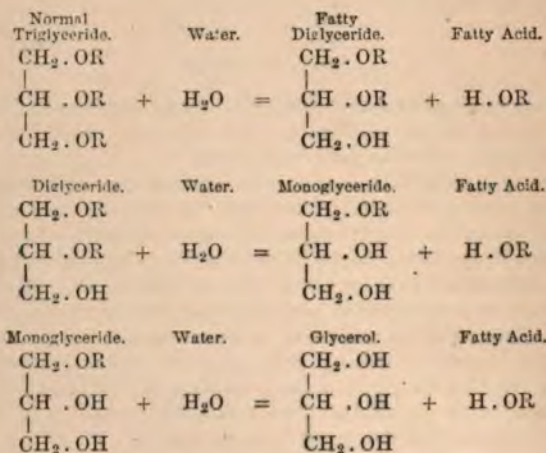 Normal Fatty
Triglyceride. Water. Diglyceride. Fatty Acid.
CH₂ . OR CH₂ . OR
|  |
CH . OR + H₂O = CH . OR + H . OR
|  |
CH₂ . OR CH₂ . OH
Diglyceride. Water. Monoglyceride. Fatty Acid.
CH₂ . OR CH₂ . OR
|  |
CH . OR + H₂O = CH . OH + H . OR
|  |
CH₂ . OH CH₂ . OH
Monoglyceride. Water. Glycerol. Fatty Acid.
CH₂ . OR CH₂ . OH
|  |
CH . OH + H₂O = CH . OH + H . OR
|  |
CH₂ . OH CH₂ . OH